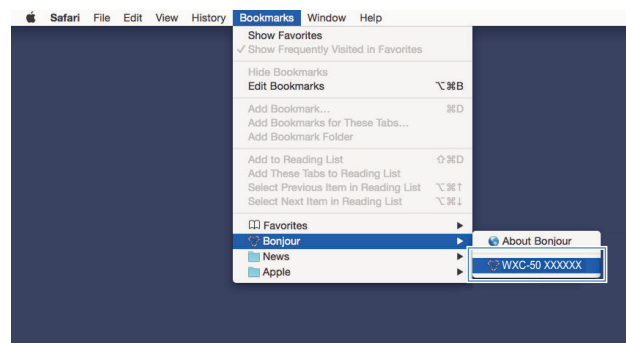 Safari File Edit View History Bookmarks Window Help
Show Favorites
✓ Show Frequently Visited in Favorites
Hide Bookmarks
Edit Bookmarks ⌥⌘B
Add Bookmark... ⌘D
Add Bookmarks for These Tabs...
Add Bookmark Folder
Add to Reading List ⇧⌘D
Add These Tabs to Reading List
Select Previous Item in Reading List ⌥⌘↑
Select Next Item in Reading List ⌥⌘↓
Favorites
Bonjour
About Bonjour
News
WXC-50 XXXXXX
Apple